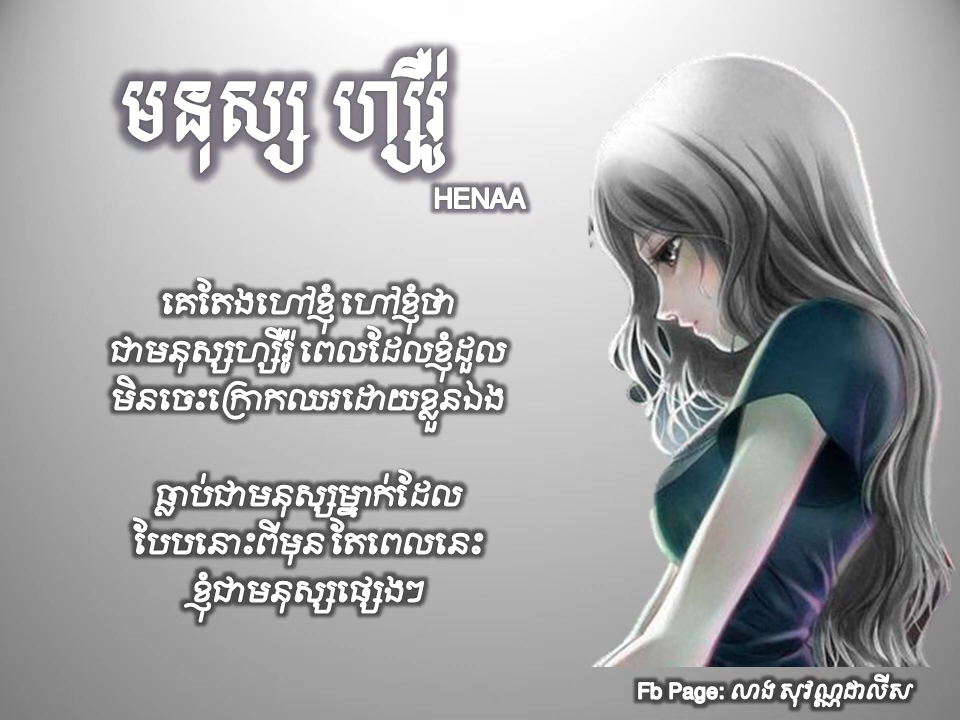 មនុស្ស ហ្ស៊ីរ៉ូ
HENAA
គេតែងហៅខ្ញុំ ហៅខ្ញុំថា
ជាមនុស្សហ្ស៊ីរ៉ូ ពេលដែលខ្ញុំដួល
មិនចេះក្រោកឈរដោយខ្លួនឯង
ធ្លាប់ជាមនុស្សម្នាក់ដែល
បែបនោះពីមុន តែពេលនេះ
ខ្ញុំជាមនុស្សផ្សេងៗ
Fb Page: លាង សុវណ្ណដាលីស